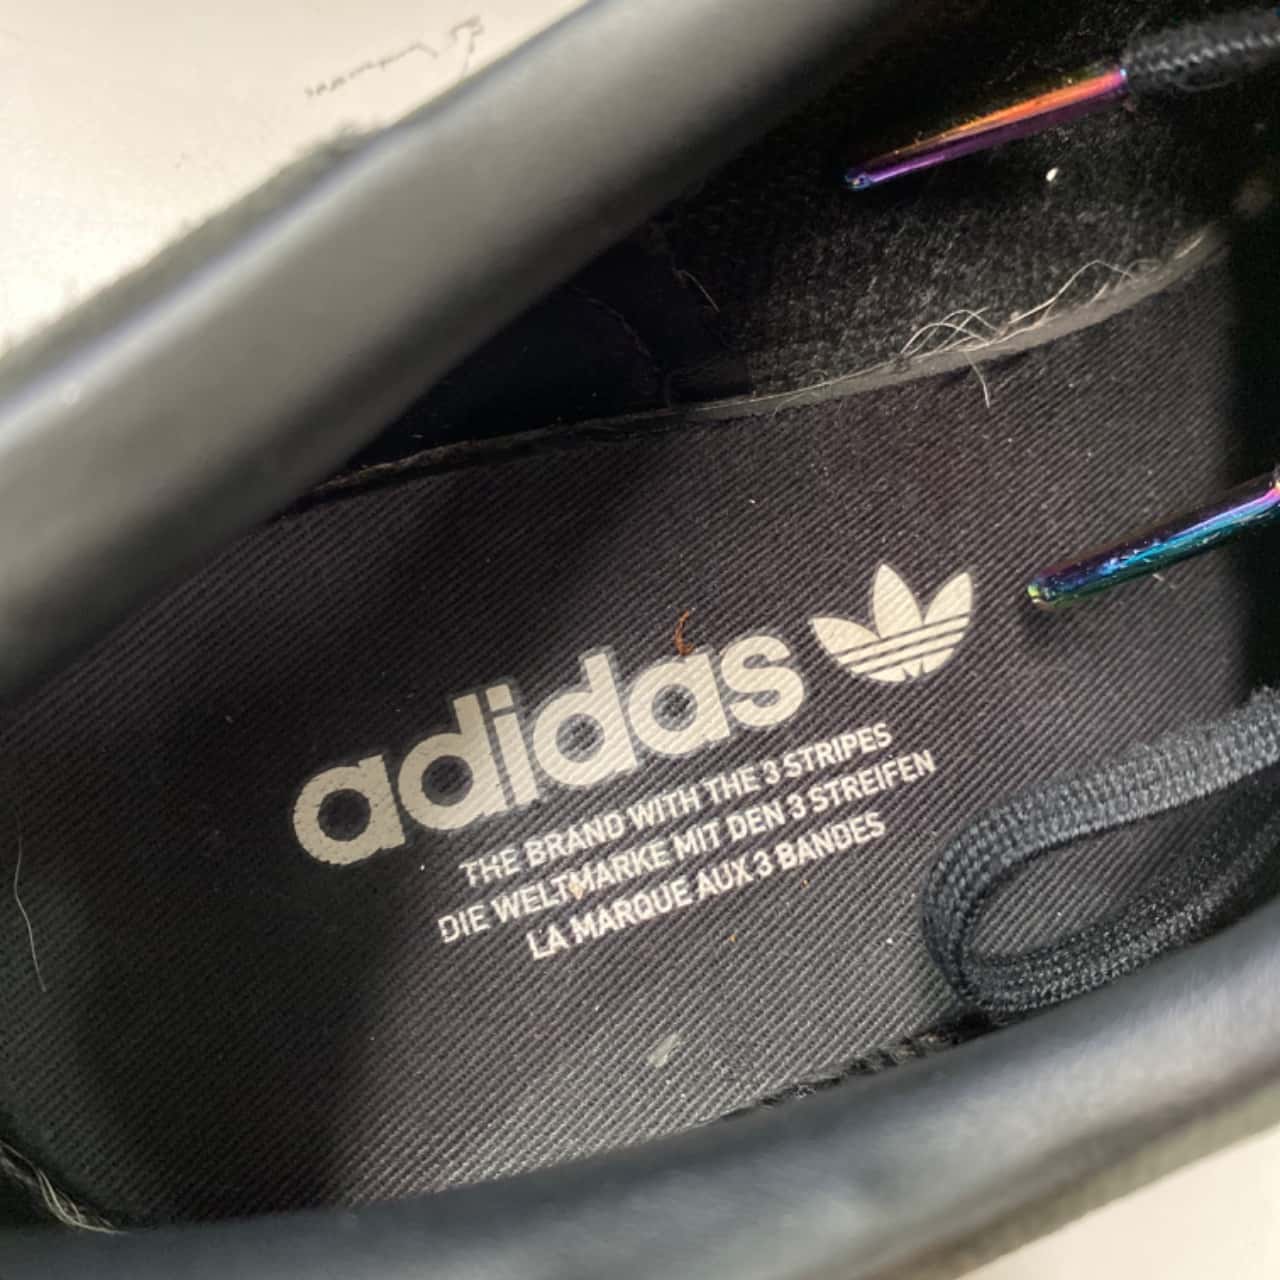 adidas
THE BRAND WITH THE 3 STRIPES
DIE WELTMARKE MIT DEN 3 STREIFEN
LA MARQUE AUX 3 BANDES